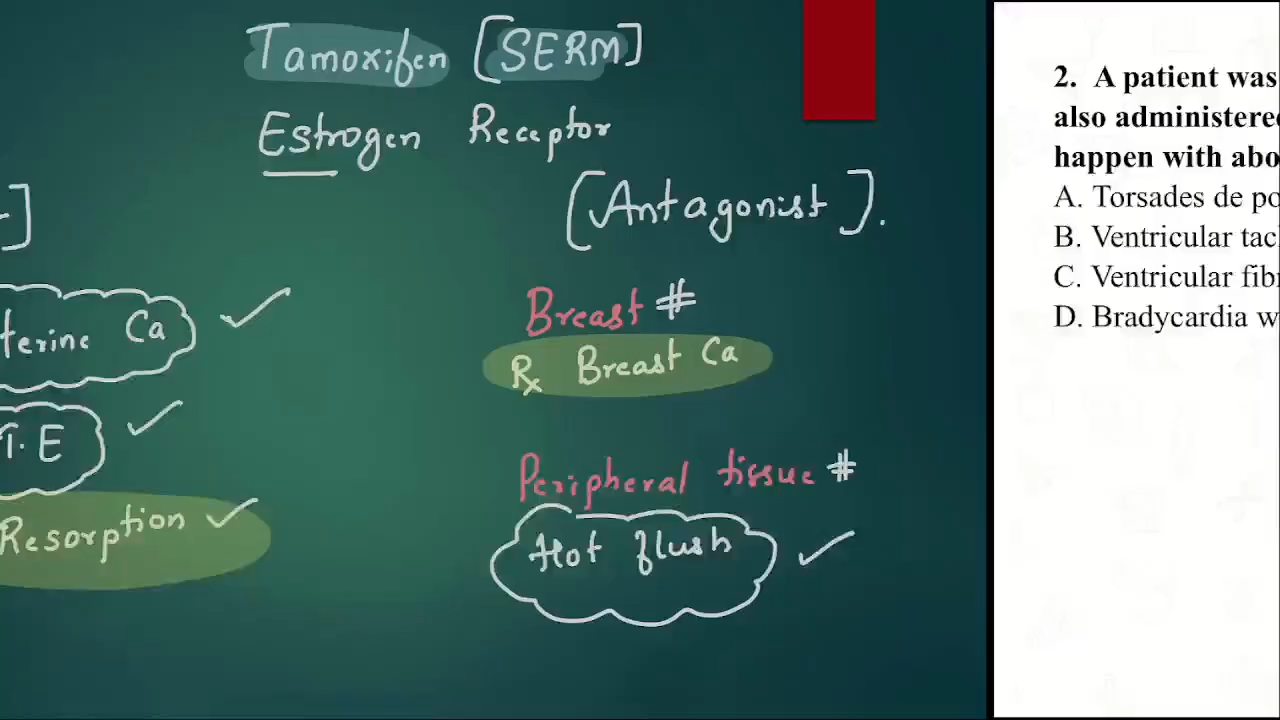 Tamoxifen [SERM]
Estrogen Receptor
[Antagonist].
Ca
Breast #
Rx Breast Ca
T.E
Peripheral tissue #
Resorption
Hot flush
2. A patient was
also administere
happen with abo
A. Torsades de po
B. Ventricular tac
C. Ventricular fib
D. Bradycardia w